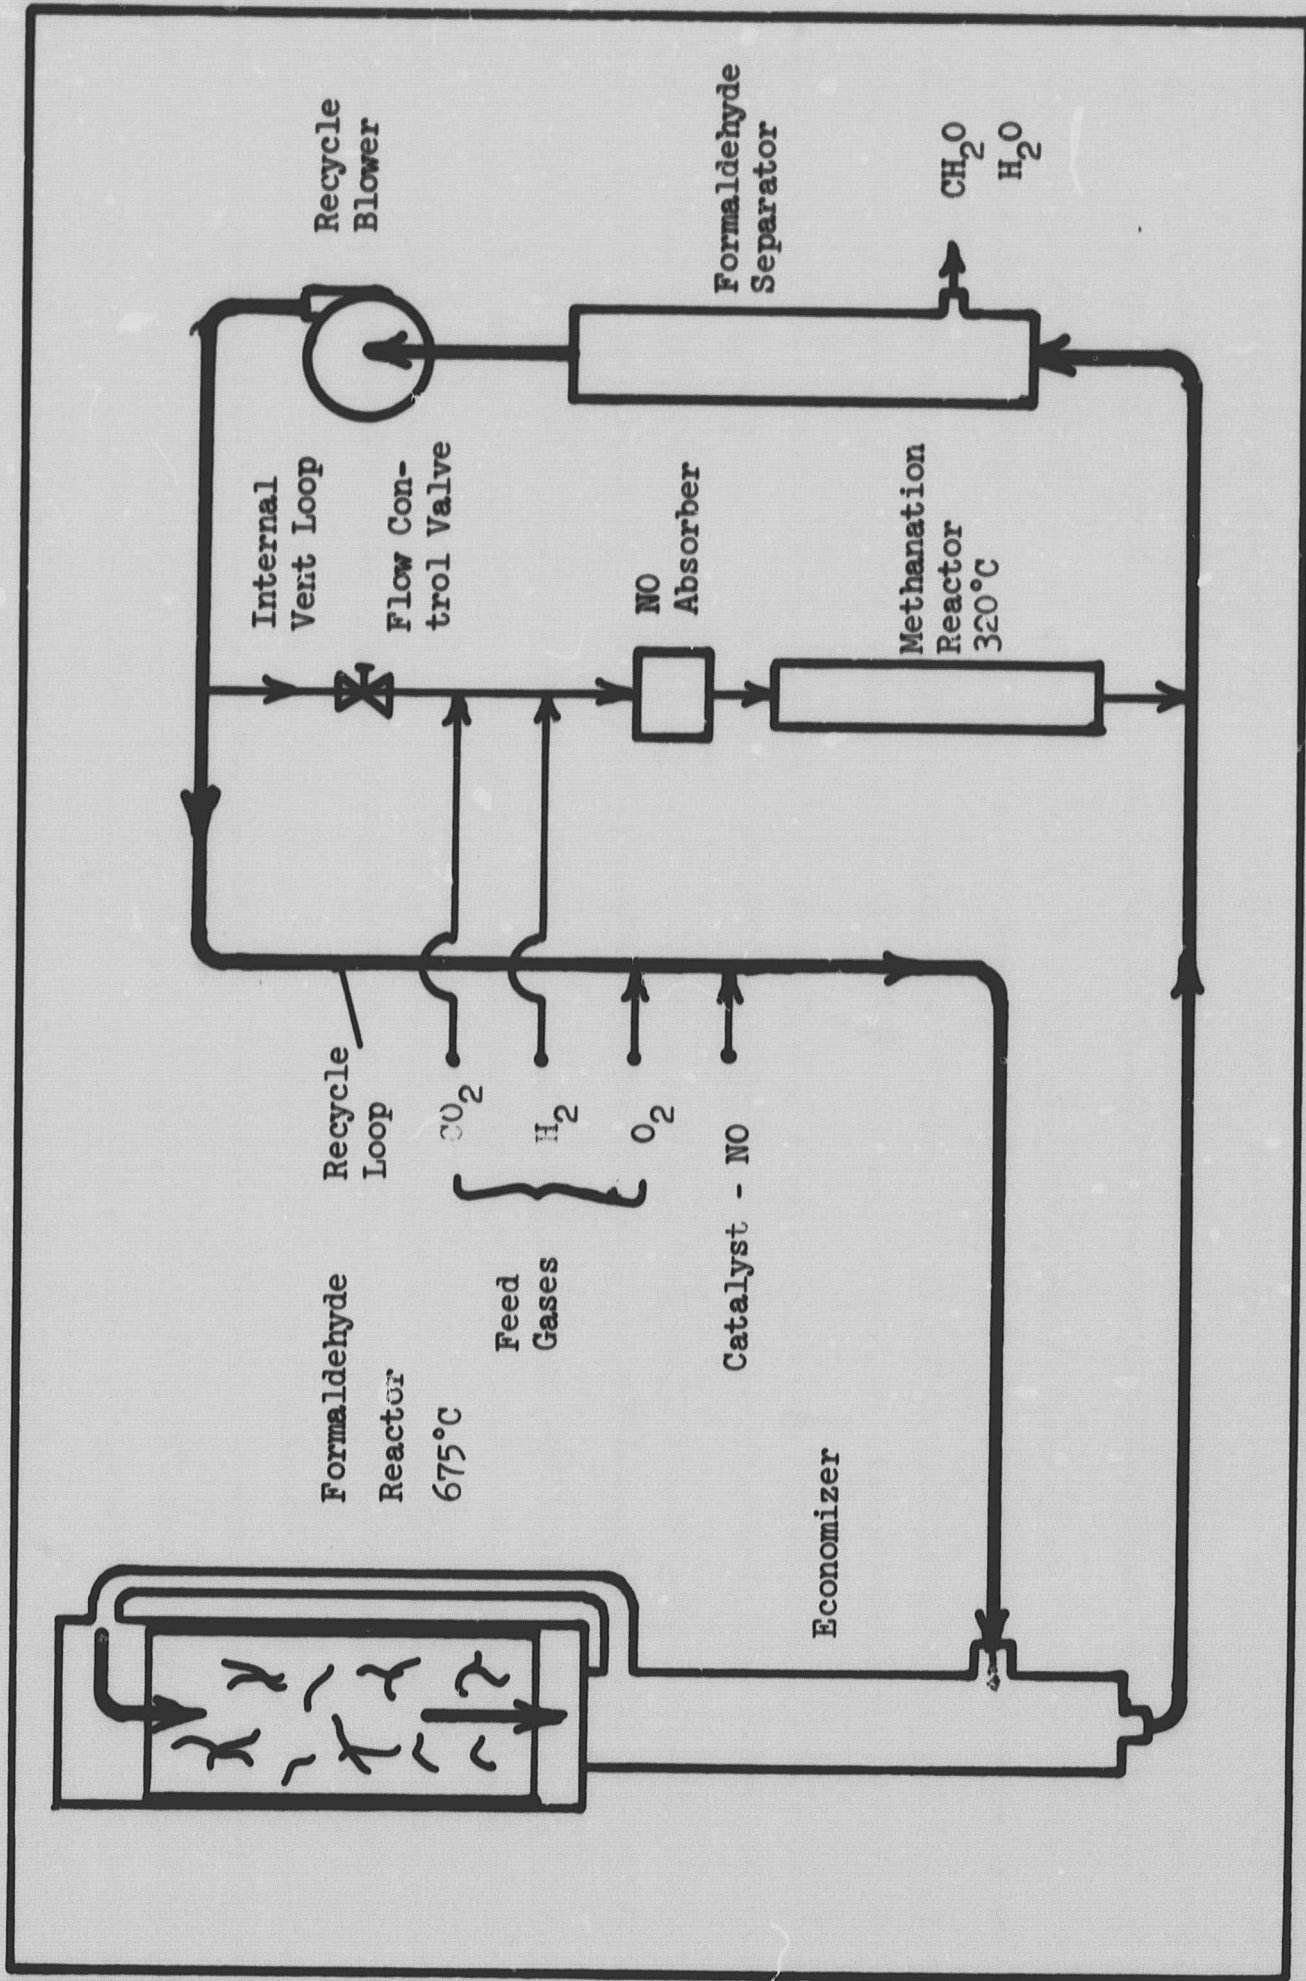 Formaldehyde
Reactor
675°C
Recycle
Loop
Internal
Vent Loop
Flow Con-
trol Valve
Recycle
Blower
Feed
Gases
CO2
H2
O2
Catalyst - NO
NO
Absorber
Formaldehyde
Separator
Economizer
Methanation
Reactor
320°C
CH2O
H2O